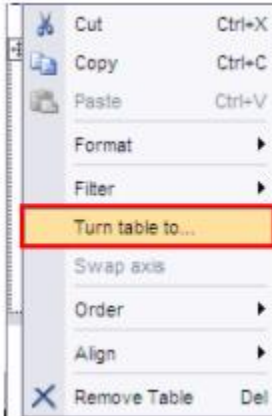 Cut Ctrl+X
Copy Ctrl+C
Paste Ctrl+V
Format
Filter
Turn table to...
Swap axis
Order
Align
Remove Table Del